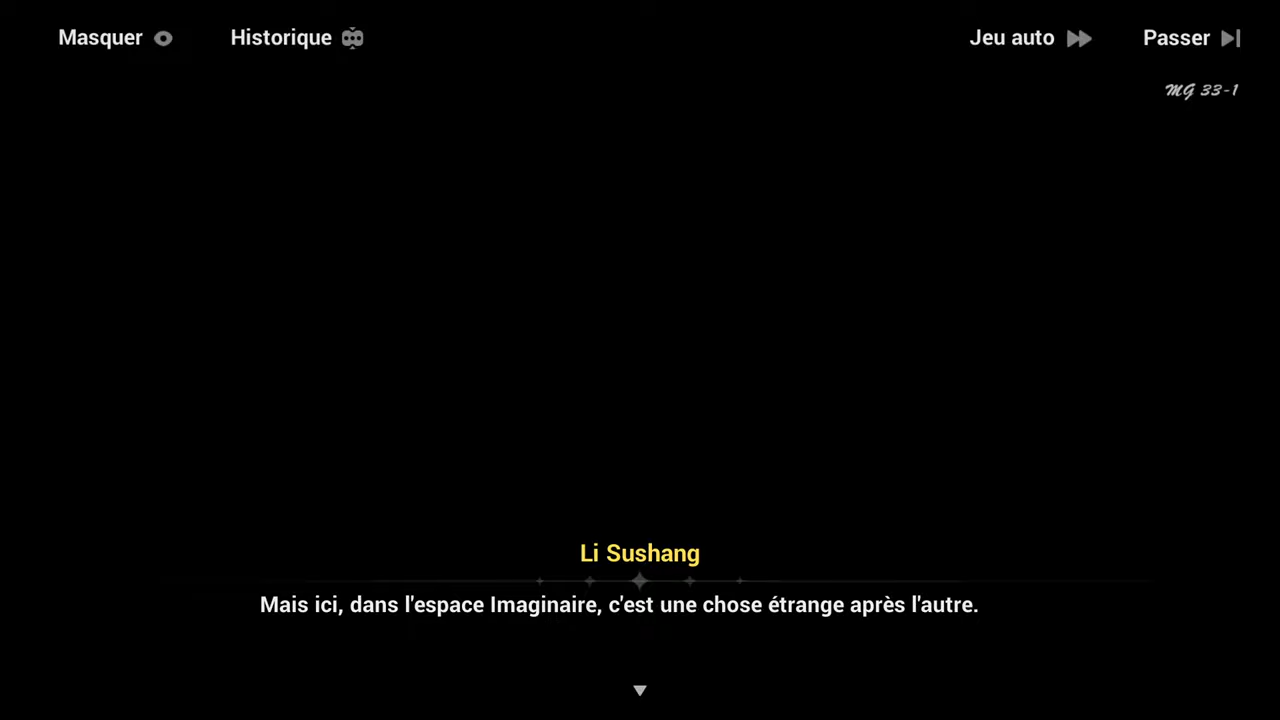 Masquer
Historique
Jeu auto
Passer
MG 33-1
Li Sushang
Mais ici, dans l'espace Imaginaire, c'est une chose étrange après l'autre.